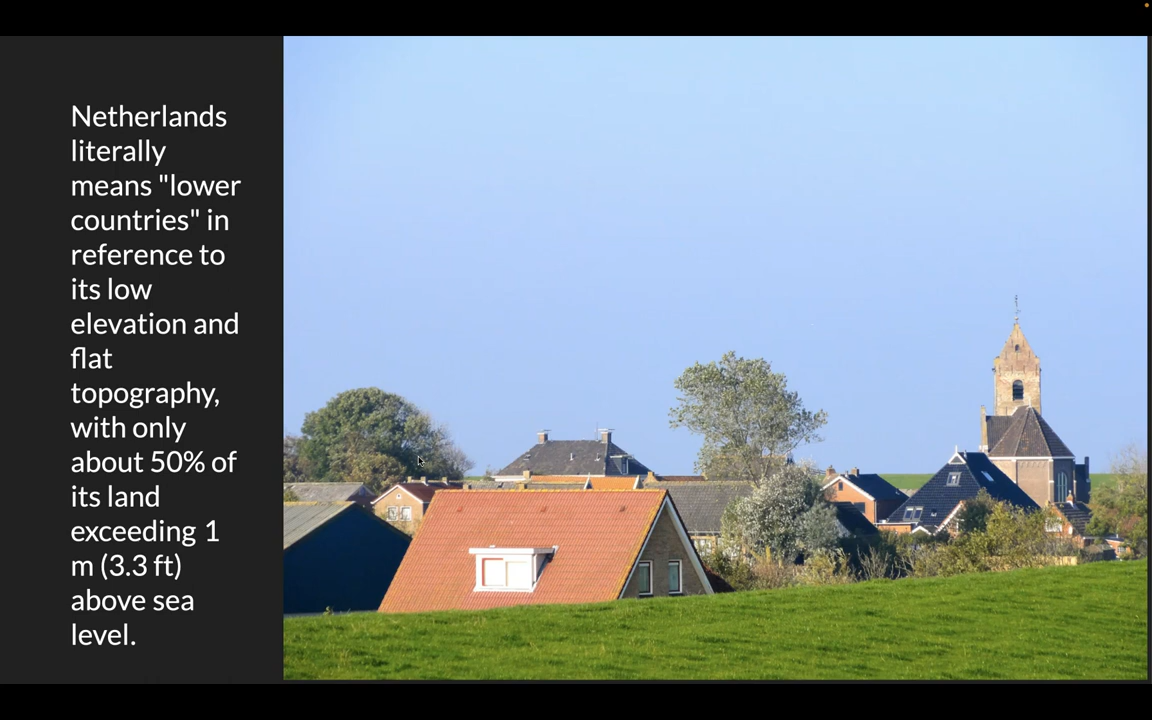 Netherlands
literally
means "lower
countries" in
reference to
its low
elevation and
flat
topography,
with only
about 50% of
its land
exceeding 1
m (3.3 ft)
above sea
level.